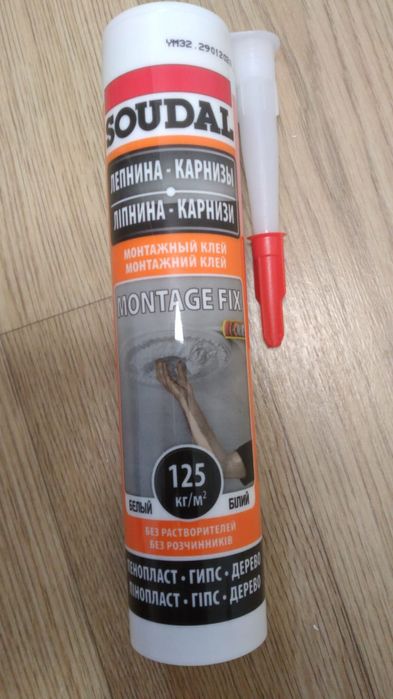 SOUDAL
ЛЕПНИНА - КАРНИЗЫ
ЛІПНИНА - КАРНИЗИ
МОНТАЖНЫЙ КЛЕЙ
МОНТАЖНИЙ КЛЕЙ
MONTAGE FIX
125
КГ/М²
БЕЛЫЙ
БІЛИЙ
БЕЗ РАСТВОРИТЕЛЕЙ
БЕЗ РОЗЧИННИКІВ
ПЕНОПЛАСТ • ГИПС • ДЕРЕВО
ПІНОПЛАСТ • ГІПС • ДЕРЕВО